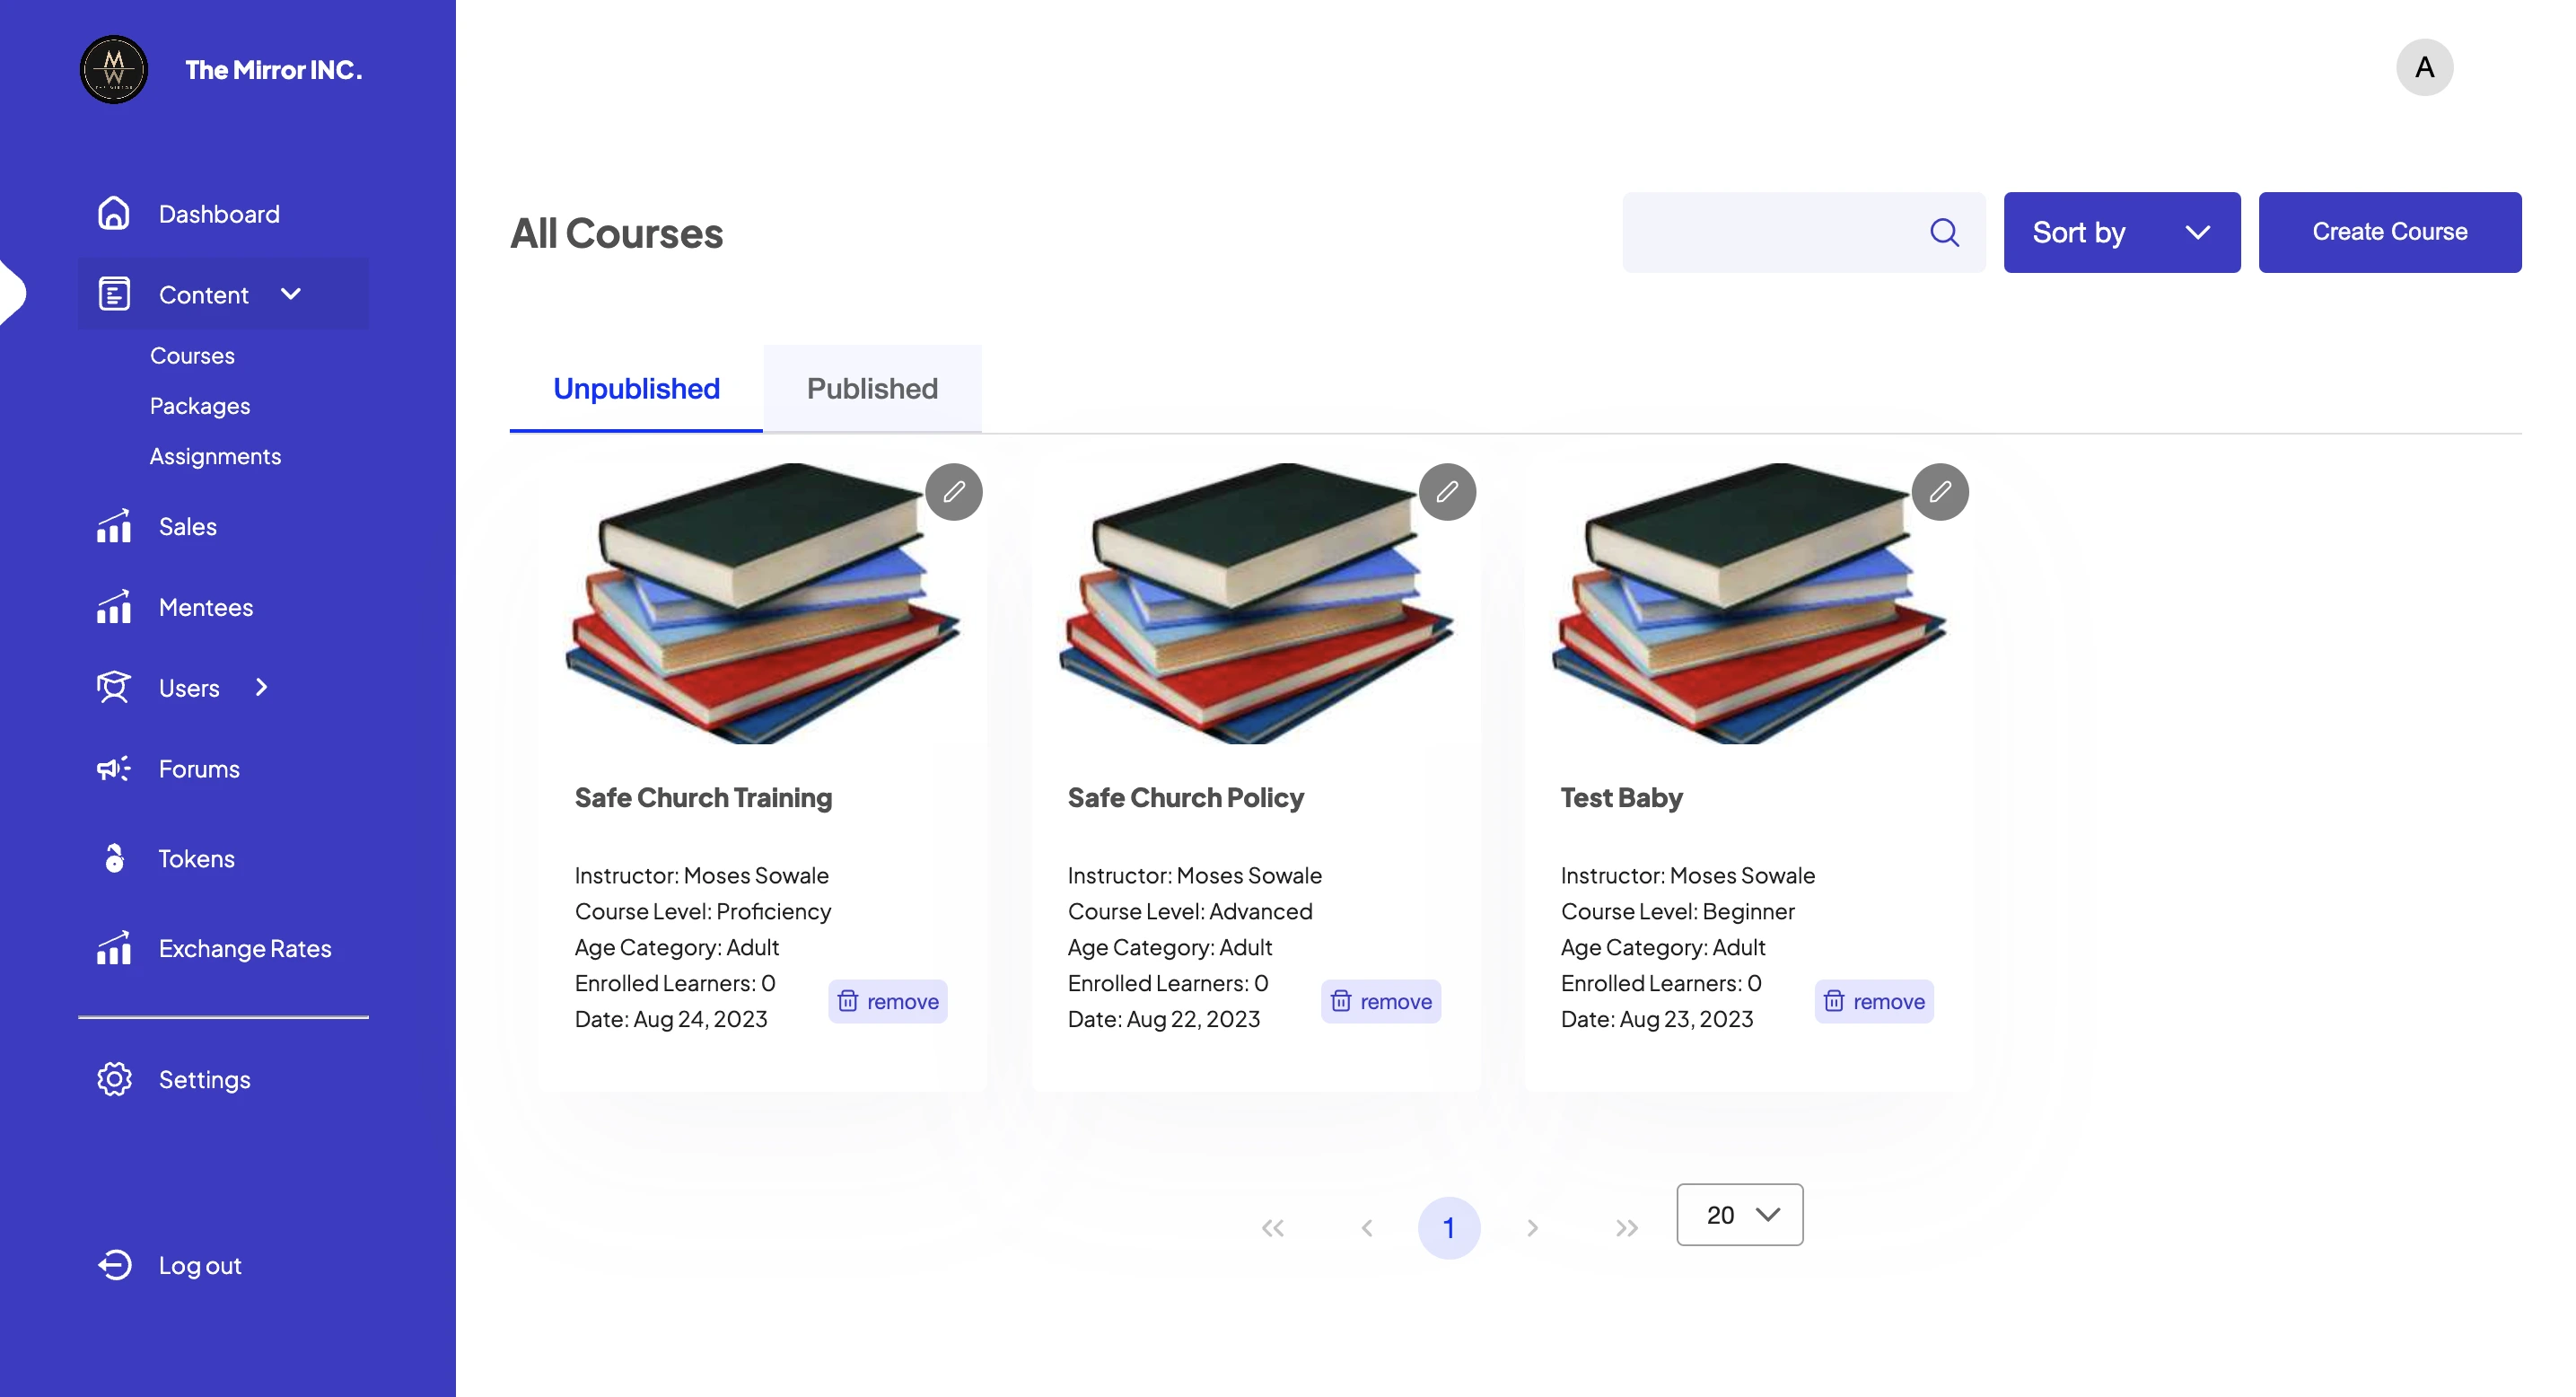 The Mirror INC.
A
Dashboard
Content
Courses
Packages
Assignments
Sales
Mentees
Users
Forums
Tokens
Exchange Rates
Settings
Log out
All Courses
Sort by
Create Course
Unpublished
Published
Safe Church Training
Instructor: Moses Sowale
Course Level: Proficiency
Age Category: Adult
Enrolled Learners: 0
Date: Aug 24, 2023
remove
Safe Church Policy
Instructor: Moses Sowale
Course Level: Advanced
Age Category: Adult
Enrolled Learners: 0
Date: Aug 22, 2023
remove
Test Baby
Instructor: Moses Sowale
Course Level: Beginner
Age Category: Adult
Enrolled Learners: 0
Date: Aug 23, 2023
remove
1
20